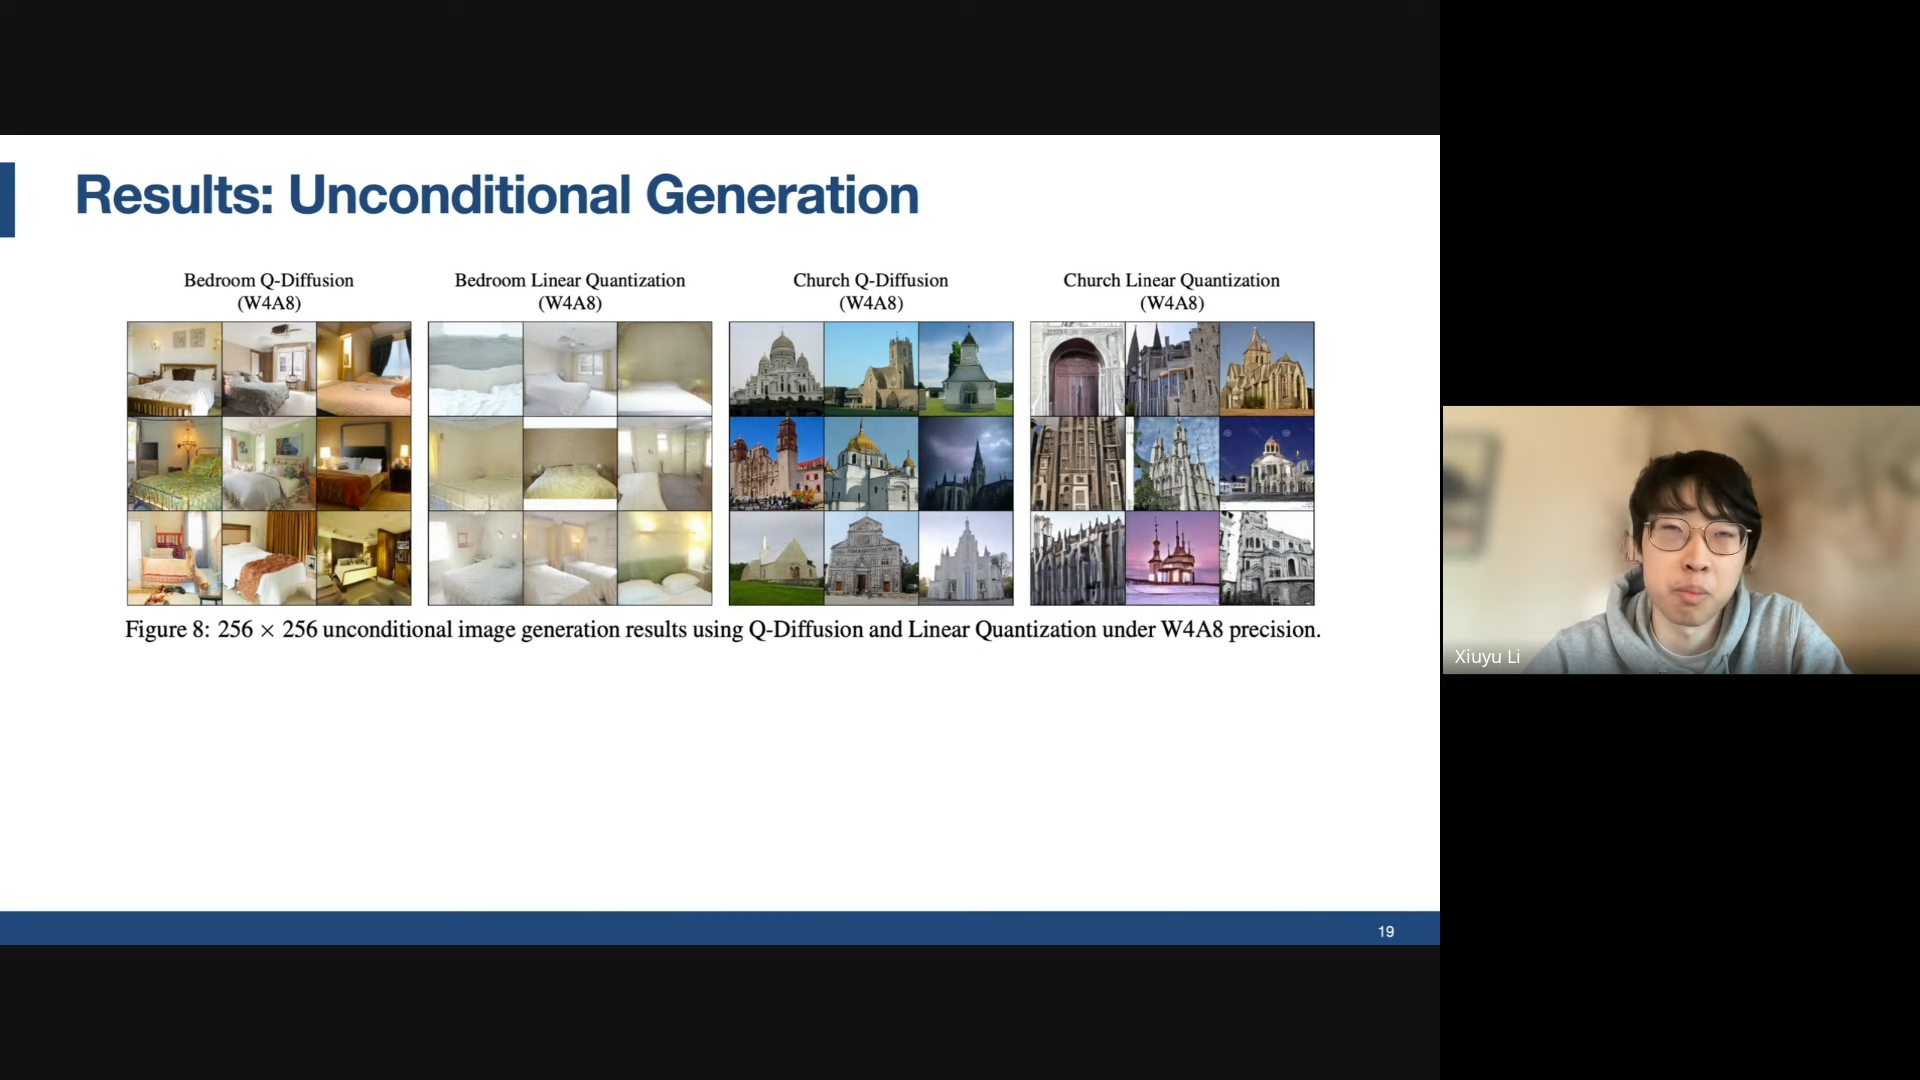 Results: Unconditional Generation
Bedroom Q-Diffusion
(W4A8)
Bedroom Linear Quantization
(W4A8)
Church Q-Diffusion
(W4A8)
Church Linear Quantization
(W4A8)
Figure 8: 256 × 256 unconditional image generation results using Q-Diffusion and Linear Quantization under W4A8 precision.
Xiuyu Li
19